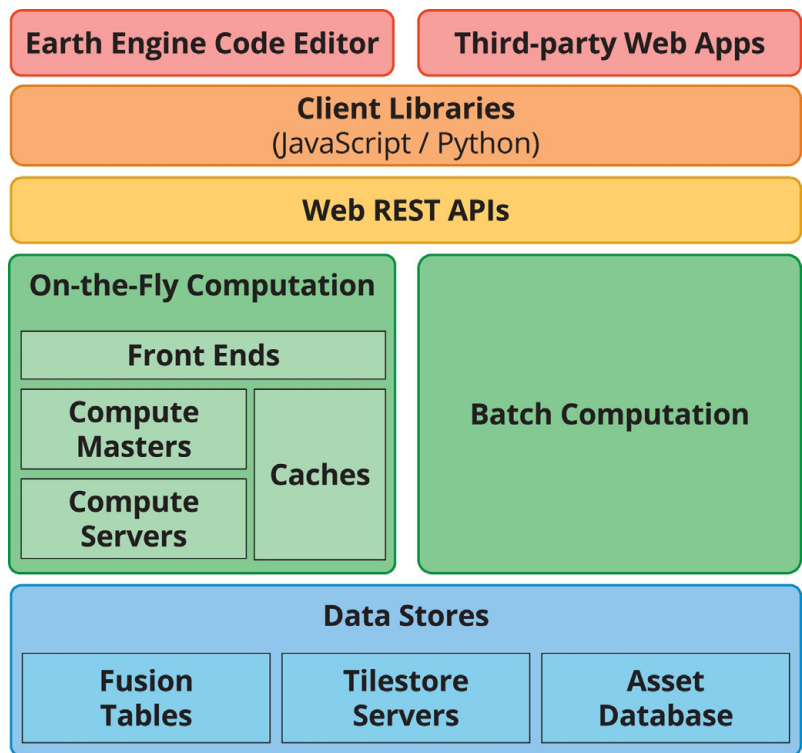 Earth Engine Code Editor
Third-party Web Apps
Client Libraries
(JavaScript / Python)
Web REST APIs
On-the-Fly Computation
Front Ends
Compute
Masters
Compute
Servers
Caches
Batch Computation
Data Stores
Fusion
Tables
Tilestore
Servers
Asset
Database